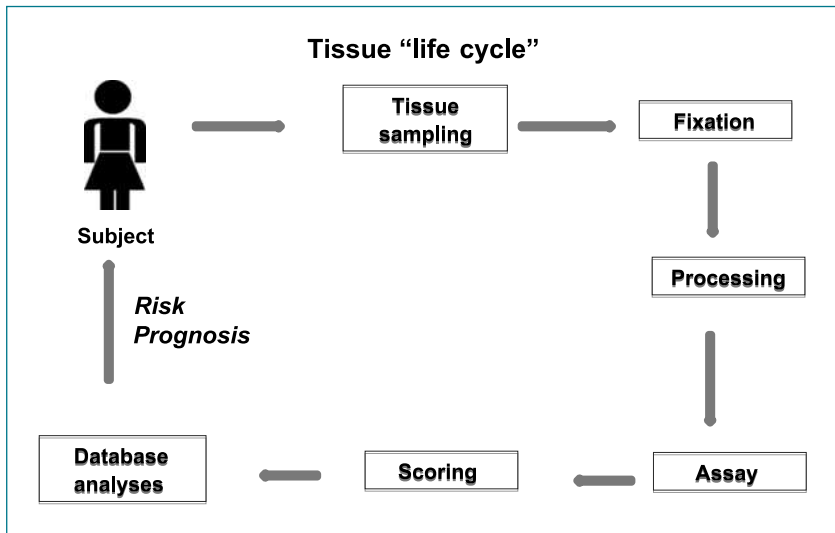 Tissue “life cycle”
Tissue
sampling
Fixation
Subject
Processing
Risk
Prognosis
Database
analyses
Scoring
Assay